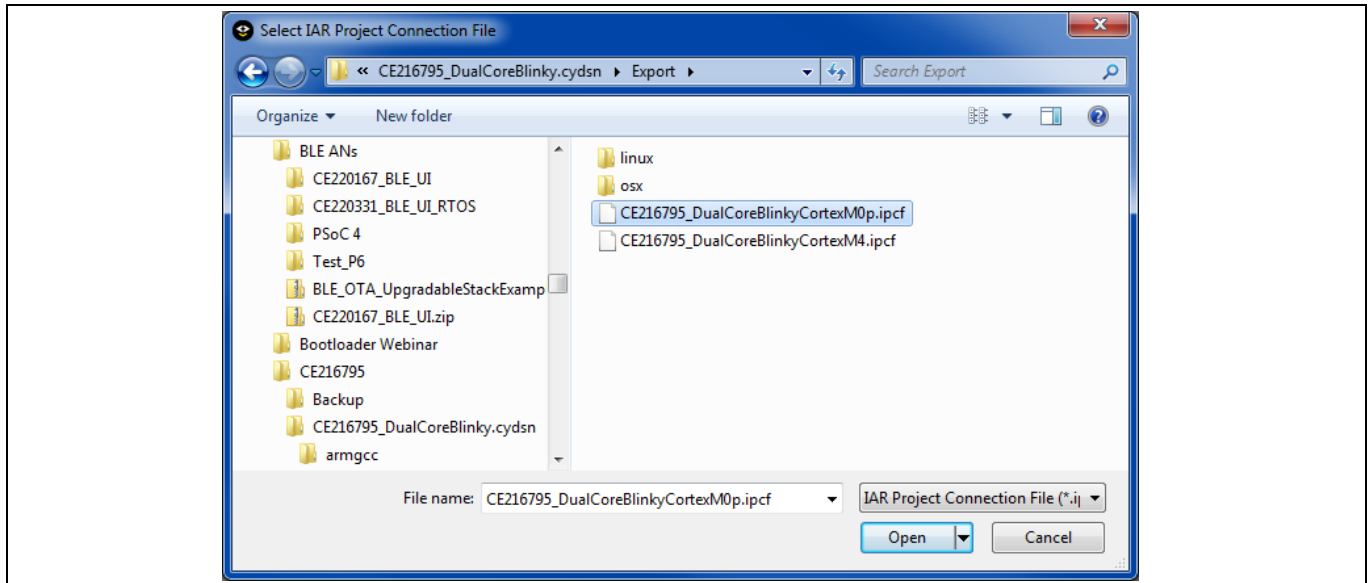 Select IAR Project Connection File
« CE216795_DualCoreBlinky.cydsn ▸ Export ▸
Search Export
Organize ▾ New folder
BLE ANs
CE220167_BLE_UI
CE220331_BLE_UI_RTOS
PSoC 4
Test_P6
BLE_OTA_UpgradableStackExamp
CE220167_BLE_UI.zip
Bootloader Webinar
CE216795
Backup
CE216795_DualCoreBlinky.cydsn
armgcc
linux
osx
CE216795_DualCoreBlinkyCortexM0p.ipcf
CE216795_DualCoreBlinkyCortexM4.ipcf
File name: CE216795_DualCoreBlinkyCortexM0p.ipcf
IAR Project Connection File (*.ip
Open Cancel